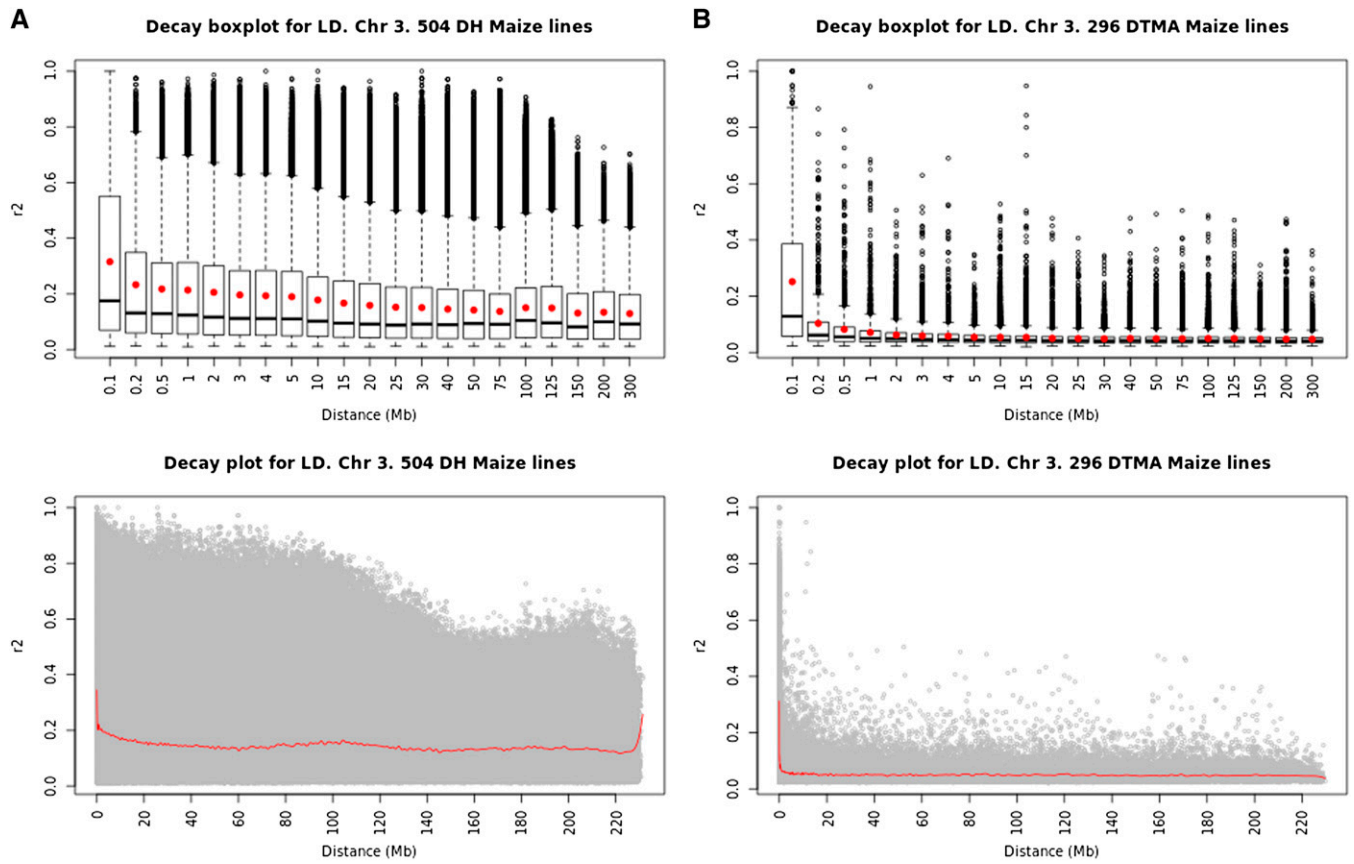 A
Decay boxplot for LD. Chr 3. 504 DH Maize lines
r2
0.0 0.2 0.4 0.6 0.8 1.0
0.1 0.2 0.5 1 2 3 4 5 10 15 20 25 30 40 50 75 100 125 150 200 300
Distance (Mb)
B
Decay boxplot for LD. Chr 3. 296 DTMA Maize lines
r2
0.0 0.2 0.4 0.6 0.8 1.0
0.1 0.2 0.5 1 2 3 4 5 10 15 20 25 30 40 50 75 100 125 150 200 300
Distance (Mb)
Decay plot for LD. Chr 3. 504 DH Maize lines
r2
0.0 0.2 0.4 0.6 0.8 1.0
0 20 40 60 80 100 120 140 160 180 200 220
Distance (Mb)
Decay plot for LD. Chr 3. 296 DTMA Maize lines
r2
0.0 0.2 0.4 0.6 0.8 1.0
0 20 40 60 80 100 120 140 160 180 200 220
Distance (Mb)